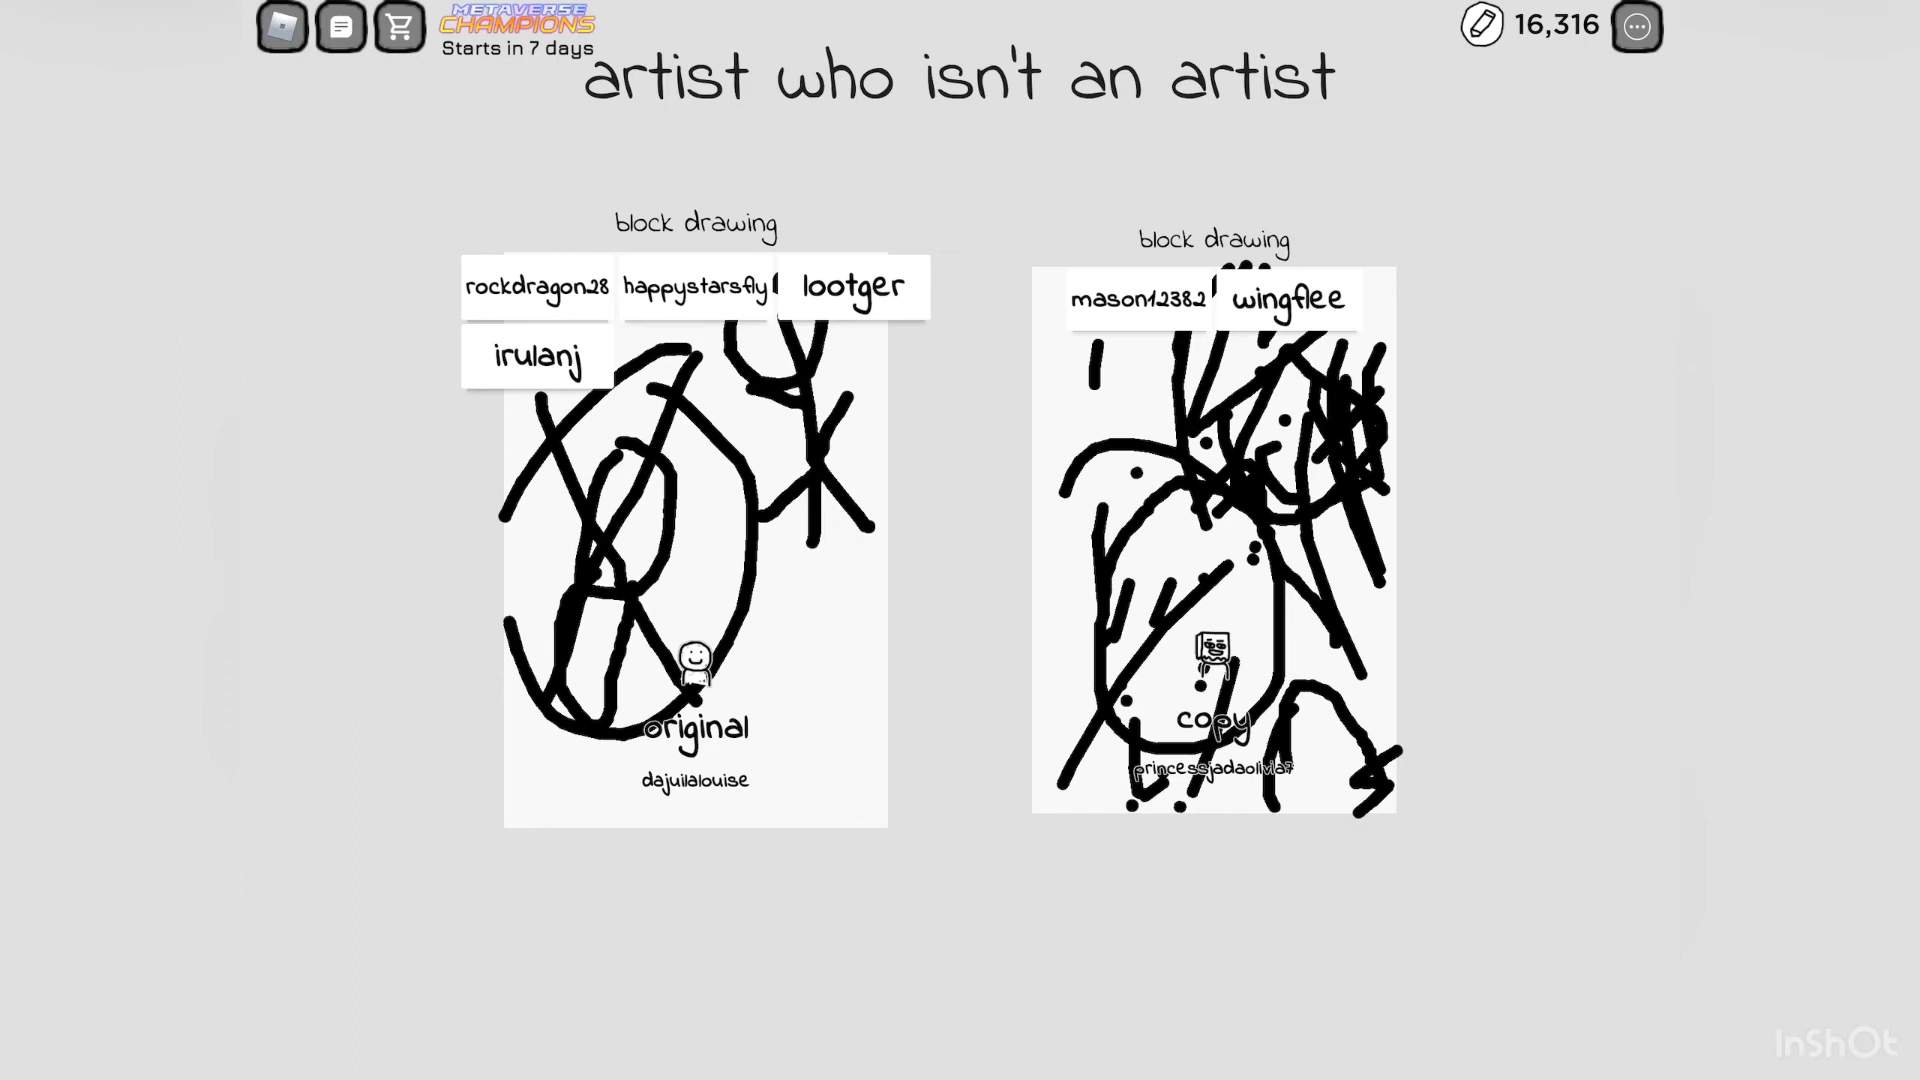 METAVERSE
CHAMPIONS
Starts in 7 days
16,316
artist who isn't an artist
block drawing
rockdragon28
happystarsfly
lootger
irulanj
original
dajuilalouise
block drawing
mason12382
wingflee
copy
princessjadaolivia7
InShOt